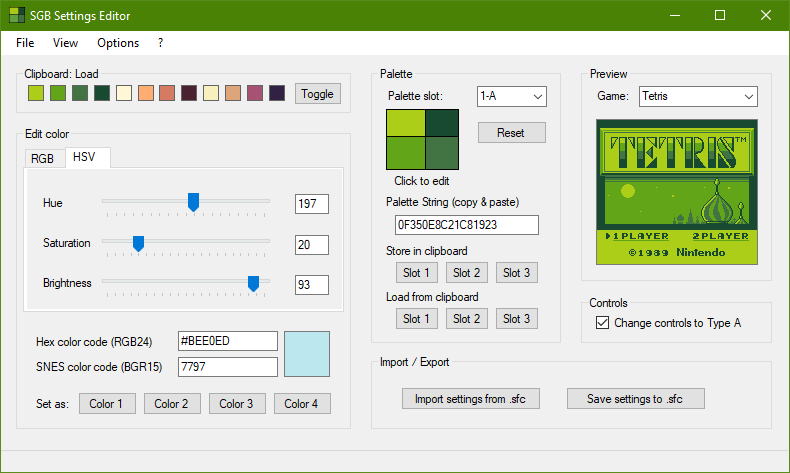 SGB Settings Editor
File View Options ?
Clipboard: Load
Toggle
Edit color
RGB HSV
Hue 197
Saturation 20
Brightness 93
Hex color code (RGB24) #BEE0ED
SNES color code (BGR15) 7797
Set as: Color 1 Color 2 Color 3 Color 4
Palette
Palette slot: 1-A
Reset
Click to edit
Palette String (copy & paste)
0F350E8C21C81923
Store in clipboard
Slot 1 Slot 2 Slot 3
Load from clipboard
Slot 1 Slot 2 Slot 3
Preview
Game: Tetris
TETRIS™
1PLAYER 2PLAYER
©1989 Nintendo
Controls
Change controls to Type A
Import / Export
Import settings from .sfc Save settings to .sfc